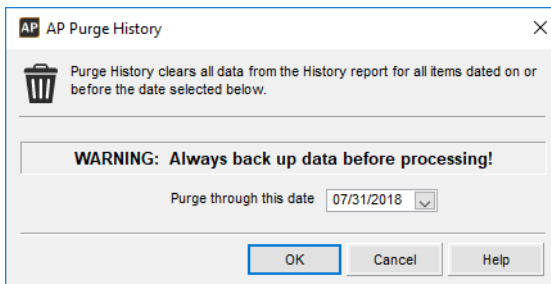 AP AP Purge History
Purge History clears all data from the History report for all items dated on or
before the date selected below.
WARNING: Always back up data before processing!
Purge through this date 07/31/2018
OK Cancel Help